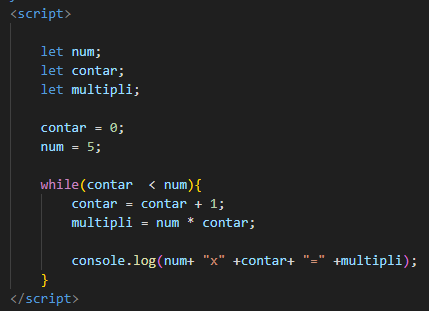 <script>
let num;
let contar;
let multipli;
contar = 0;
num = 5;
while(contar  < num){
contar = contar + 1;
multipli = num * contar;
console.log(num+ "x" +contar+ "=" +multipli);
}
</script>